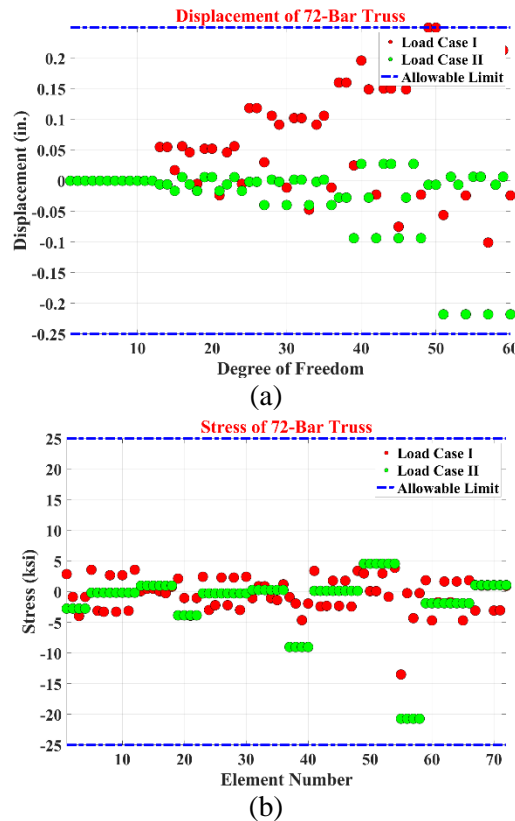 Displacement of 72-Bar Truss
Load Case I
Load Case II
Allowable Limit
Displacement (in.)
0.2
0.15
0.1
0.05
0
-0.05
-0.1
-0.15
-0.2
-0.25
10
20
30
40
50
60
Degree of Freedom
(a)
Stress of 72-Bar Truss
Load Case I
Load Case II
Allowable Limit
Stress (ksi)
25
20
15
10
5
0
-5
-10
-15
-20
-25
10
20
30
40
50
60
70
Element Number
(b)